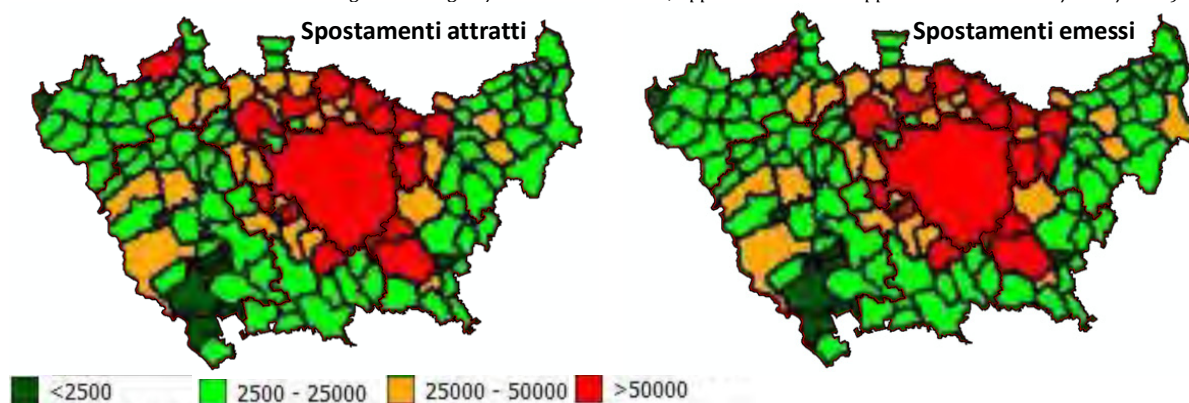 Spostamenti attratti
Spostamenti emessi
<2500
2500 - 25000
25000 - 50000
>50000